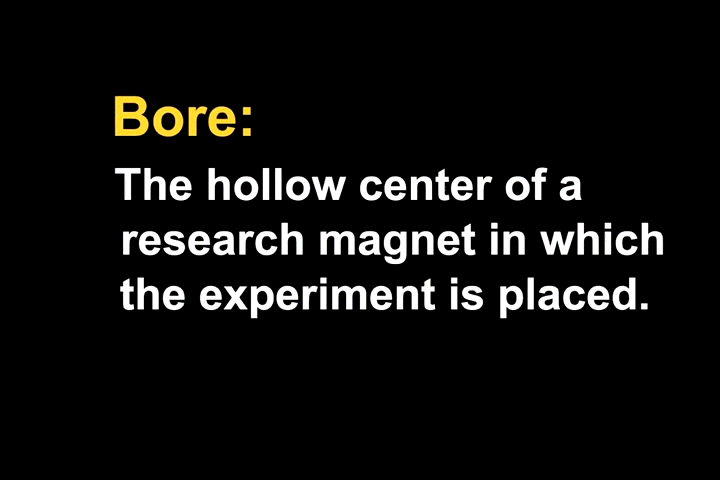 Bore:
The hollow center of a
research magnet in which
the experiment is placed.